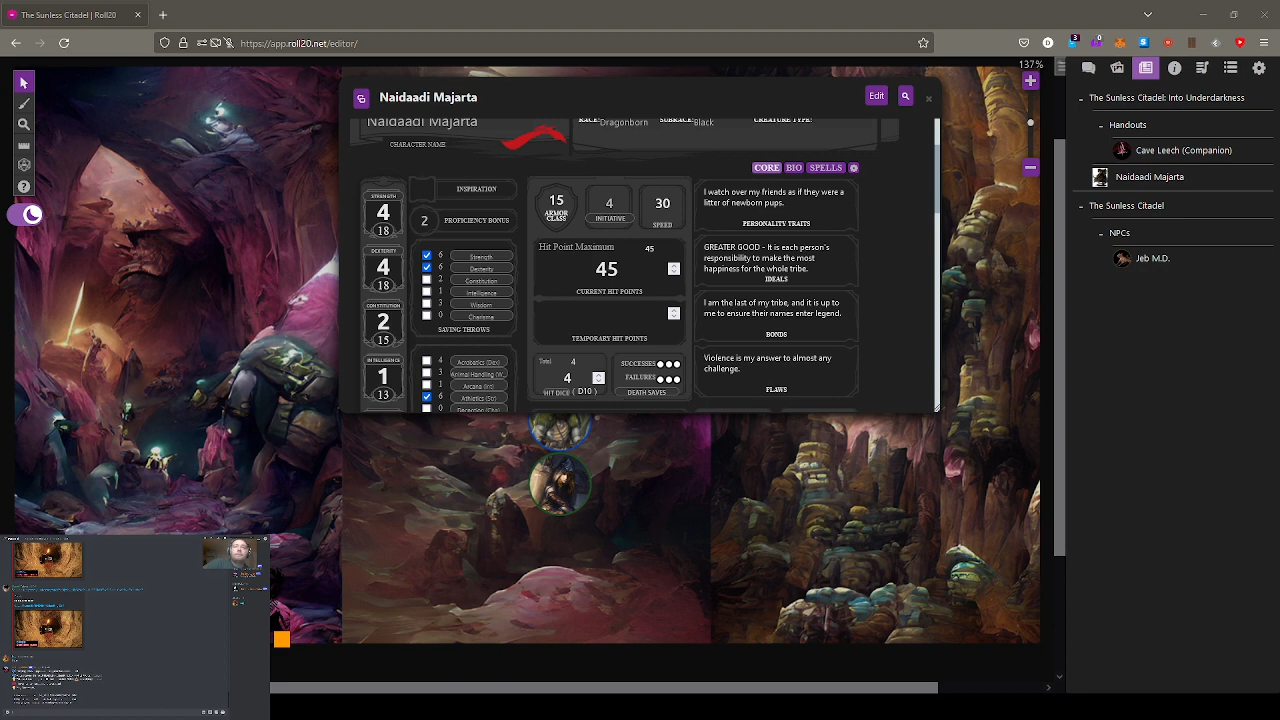 The Sunless Citadel | Roll20
https://app.roll20.net/editor/
3
0
137%
Naidaadi Majarta
Edit
Naidaadi Majarta
CHARACTER NAME
Dragonborn
Black
CREATURE TYPE:
CORE
BIO
SPELLS
STRENGTH
4
18
DEXTERITY
4
18
CONSTITUTION
2
15
INTELLIGENCE
1
13
INSPIRATION
2
PROFICIENCY BONUS
6 Strength
6 Dexterity
2 Constitution
1 Intelligence
3 Wisdom
0 Charisma
SAVING THROWS
4 Acrobatics (Dex)
3 Animal Handling (W
1 Arcana (Int)
6 Athletics (Str)
0 Deception (Cha)
15
ARMOR
CLASS
4
INITIATIVE
30
SPEED
Hit Point Maximum 45
45
CURRENT HIT POINTS
TEMPORARY HIT POINTS
Total 4
4
HIT DICE ( D10 )
SUCCESSES
FAILURES
DEATH SAVES
I watch over my friends as if they were a
litter of newborn pups.
PERSONALITY TRAITS
GREATER GOOD - It is each person's
responsibility to make the most
happiness for the whole tribe.
IDEALS
I am the last of my tribe, and it is up to
me to ensure their names enter legend.
BONDS
Violence is my answer to almost any
challenge.
FLAWS
The Sunless Citadel: Into Underdarkness
Handouts
Cave Leech (Companion)
Naidaadi Majarta
The Sunless Citadel
NPCs
Jeb M.D.